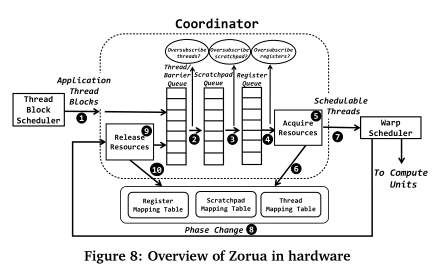 Coordinator
Oversubscribe
threads?
Oversubscribe
scratchpad?
Oversubscribe
registers?
Application
Thread
Blocks
Thread/
Barrier
Queue
Scratchpad
Queue
Register
Queue
Schedulable
Threads
Thread
Block
Scheduler
1
2
3
4
Acquire
Resources
5
7
Warp
Scheduler
Release
Resources
9
10
6
To Compute
Units
Register
Mapping Table
Scratchpad
Mapping Table
Thread
Mapping Table
Phase Change 8
Figure 8: Overview of Zorua in hardware